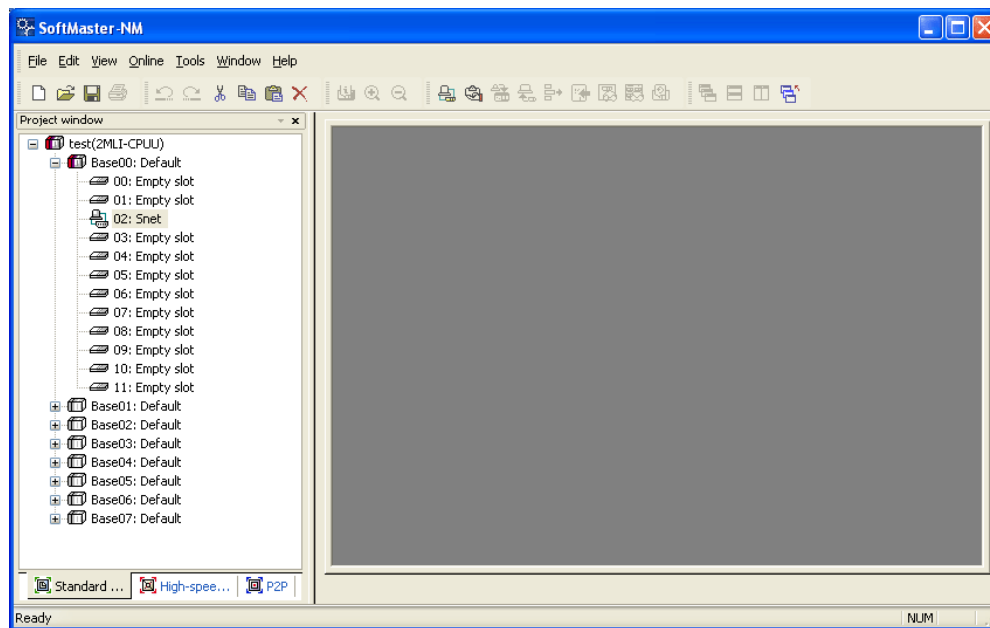 SoftMaster-NM
File Edit View Online Tools Window Help
Project window
test(2MLI-CPUU)
Base00: Default
00: Empty slot
01: Empty slot
02: Snet
03: Empty slot
04: Empty slot
05: Empty slot
06: Empty slot
07: Empty slot
08: Empty slot
09: Empty slot
10: Empty slot
11: Empty slot
Base01: Default
Base02: Default
Base03: Default
Base04: Default
Base05: Default
Base06: Default
Base07: Default
Standard ... High-spee... P2P
Ready NUM